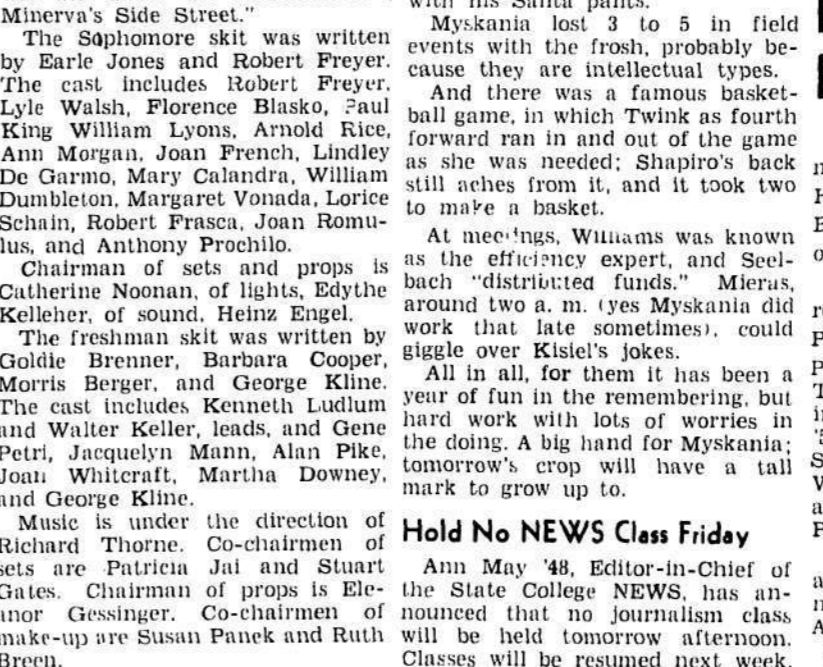 Minerva's Side Street."
The Sophomore skit was written
by Earle Jones and Robert Freyer.
The cast includes Robert Freyer,
Lyle Walsh, Florence Blasko, Paul
King William Lyons, Arnold Rice,
Ann Morgan, Joan French, Lindley
De Garmo, Mary Calandra, William
Dumbleton, Margaret Vonada, Lorice
Schain, Robert Frasca, Joan Romu-
lus, and Anthony Prochilo.
Chairman of sets and props is
Catherine Noonan, of lights, Edythe
Kelleher, of sound, Heinz Engel.
The freshman skit was written by
Goldie Brenner, Barbara Cooper,
Morris Berger, and George Kline.
The cast includes Kenneth Ludlum
and Walter Keller, leads, and Gene
Petri, Jacquelyn Mann, Alan Pike,
Joan Whitcraft, Martha Downey,
and George Kline.
Music is under the direction of
Richard Thorne. Co-chairmen of
sets are Patricia Jai and Stuart
Gates. Chairman of props is Ele-
anor Gessinger. Co-chairmen of
make-up are Susan Panek and Ruth
Breen.
with his Santa pants.
Myskania lost 3 to 5 in field
events with the frosh, probably be-
cause they are intellectual types.
And there was a famous basket-
ball game, in which Twink as fourth
forward ran in and out of the game
as she was needed; Shapiro's back
still aches from it, and it took two
to make a basket.
At meetings, Williams was known
as the efficiency expert, and Seel-
bach "distributed funds." Mieras,
around two a. m. (yes Myskania did
work that late sometimes), could
giggle over Kisiel's jokes.
All in all, for them it has been a
year of fun in the remembering, but
hard work with lots of worries in
the doing. A big hand for Myskania;
tomorrow's crop will have a tall
mark to grow up to.
Hold No NEWS Class Friday
Ann May '48, Editor-in-Chief of
the State College NEWS, has an-
nounced that no journalism class
will be held tomorrow afternoon.
Classes will be resumed next week.